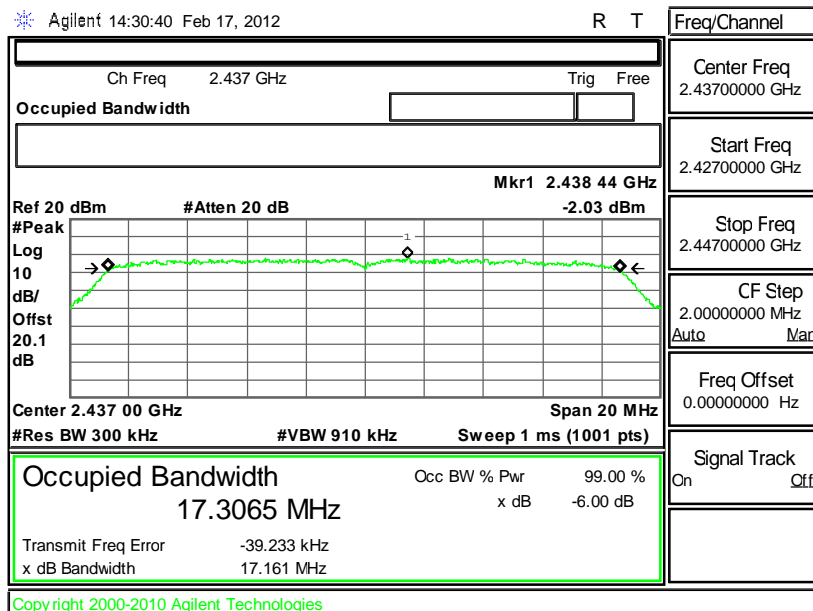 Agilent 14:30:40 Feb 17, 2012 R T
Freq/Channel
Ch Freq 2.437 GHz Trig Free
Occupied Bandwidth
Center Freq
2.43700000 GHz
Start Freq
2.42700000 GHz
Stop Freq
2.44700000 GHz
CF Step
2.00000000 MHz
Auto Man
Freq Offset
0.00000000 Hz
Signal Track
On Off
Mkr1 2.438 44 GHz
Ref 20 dBm #Atten 20 dB -2.03 dBm
#Peak
Log
10
dB/
Offst
20.1
dB
1
Center 2.437 00 GHz Span 20 MHz
#Res BW 300 kHz #VBW 910 kHz Sweep 1 ms (1001 pts)
Occupied Bandwidth Occ BW % Pwr 99.00 %
17.3065 MHz x dB -6.00 dB
Transmit Freq Error -39.233 kHz
x dB Bandwidth 17.161 MHz
Copyright 2000-2010 Agilent Technologies